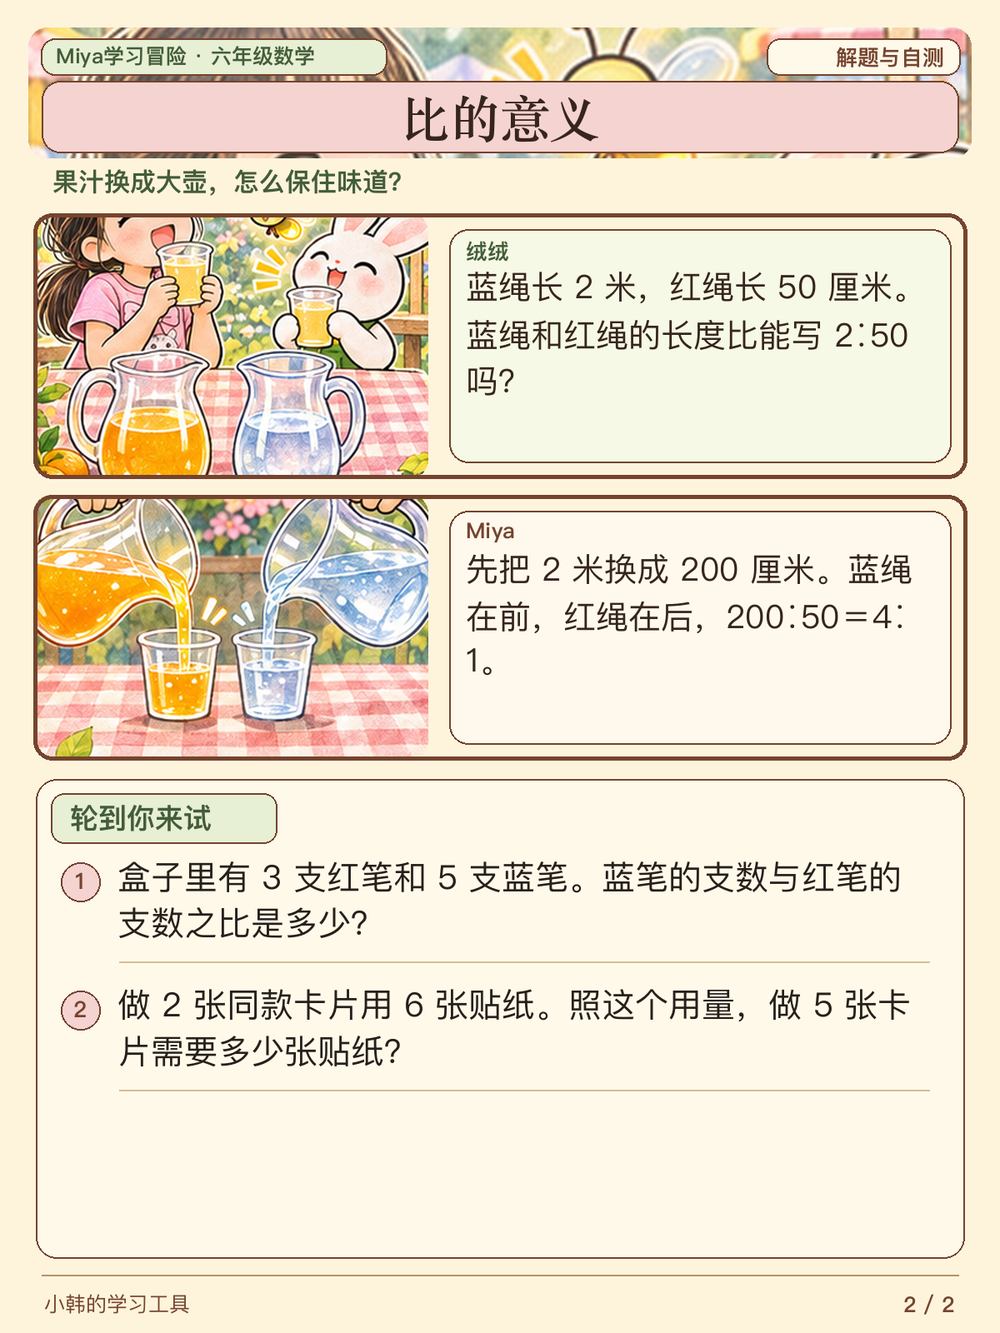 Miya学习冒险 · 六年级数学
解题与自测
比的意义
果汁换成大壶，怎么保住味道？
绒绒
蓝绳长 2 米，红绳长 50 厘米。
蓝绳和红绳的长度比能写 2∶50
吗？
Miya
先把 2 米换成 200 厘米。蓝绳
在前，红绳在后，200∶50＝4∶
1。
轮到你来试
1 盒子里有 3 支红笔和 5 支蓝笔。蓝笔的支数与红笔的
支数之比是多少？
2 做 2 张同款卡片用 6 张贴纸。照这个用量，做 5 张卡
片需要多少张贴纸？
小韩的学习工具
2 / 2